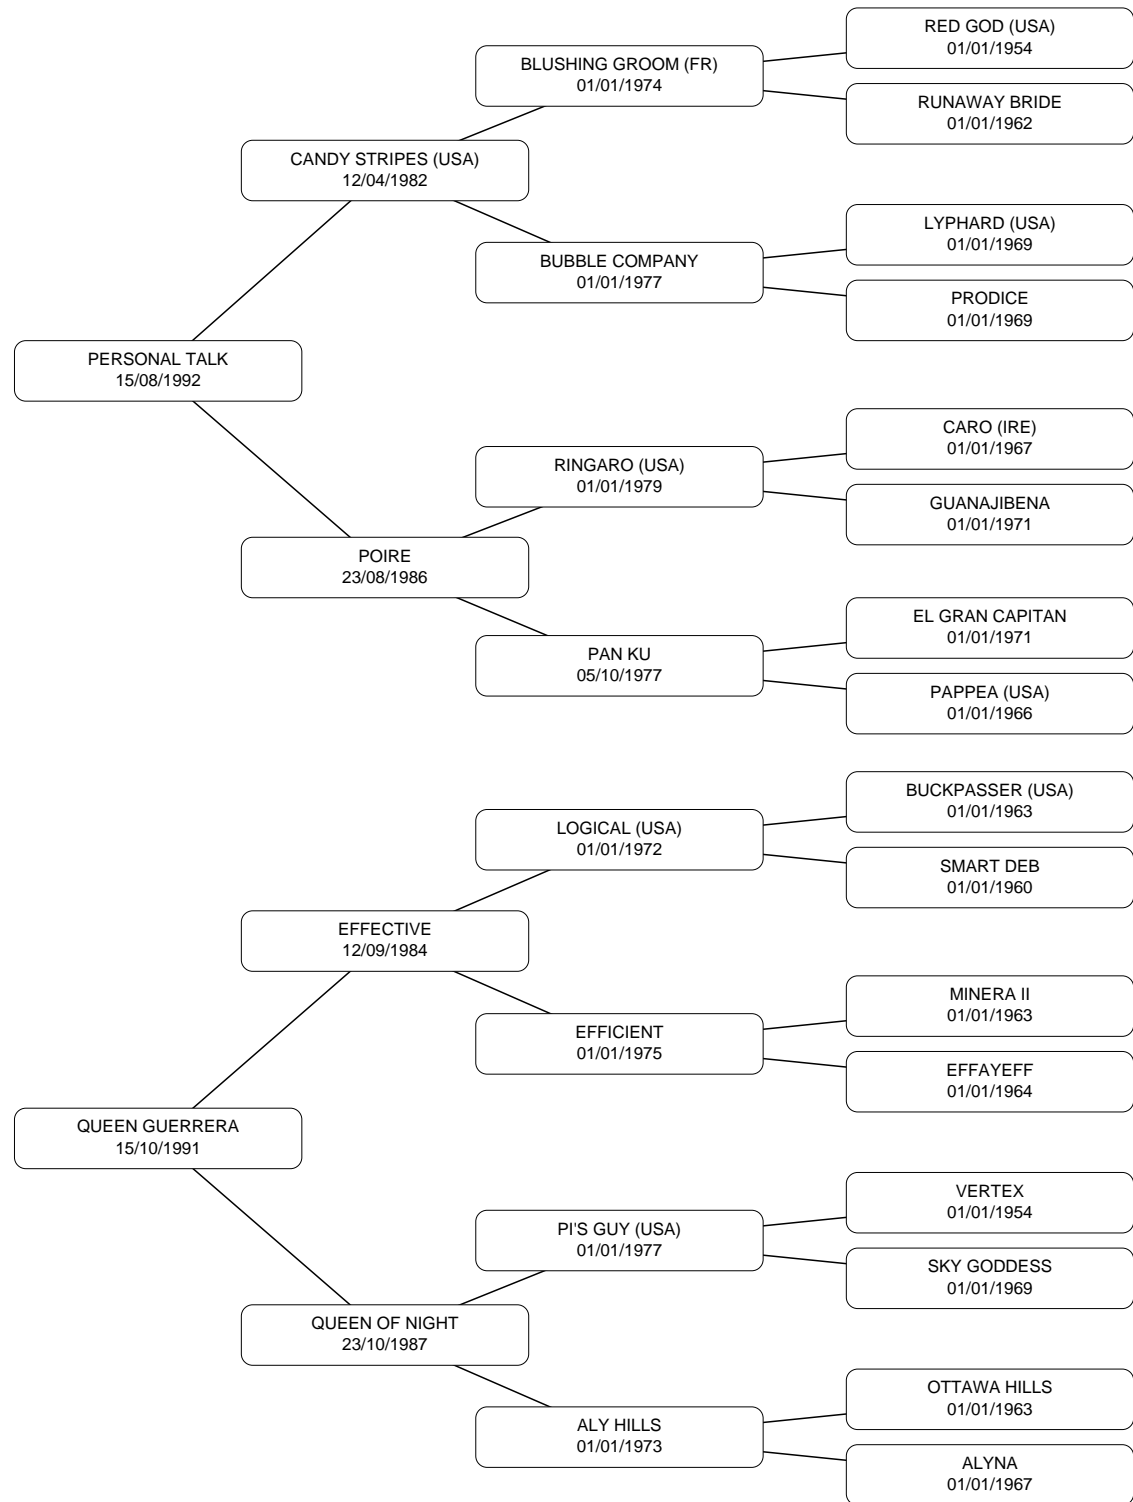 RED GOD (USA)
01/01/1954
BLUSHING GROOM (FR)
01/01/1974
RUNAWAY BRIDE
01/01/1962
CANDY STRIPES (USA)
12/04/1982
LYPHARD (USA)
01/01/1969
BUBBLE COMPANY
01/01/1977
PRODICE
01/01/1969
PERSONAL TALK
15/08/1992
CARO (IRE)
01/01/1967
RINGARO (USA)
01/01/1979
GUANAJIBENA
01/01/1971
POIRE
23/08/1986
EL GRAN CAPITAN
01/01/1971
PAN KU
05/10/1977
PAPPEA (USA)
01/01/1966
BUCKPASSER (USA)
01/01/1963
LOGICAL (USA)
01/01/1972
SMART DEB
01/01/1960
EFFECTIVE
12/09/1984
MINERA II
01/01/1963
EFFICIENT
01/01/1975
EFFAYEFF
01/01/1964
QUEEN GUERRERA
15/10/1991
VERTEX
01/01/1954
PI'S GUY (USA)
01/01/1977
SKY GODDESS
01/01/1969
QUEEN OF NIGHT
23/10/1987
OTTAWA HILLS
01/01/1963
ALY HILLS
01/01/1973
ALYNA
01/01/1967